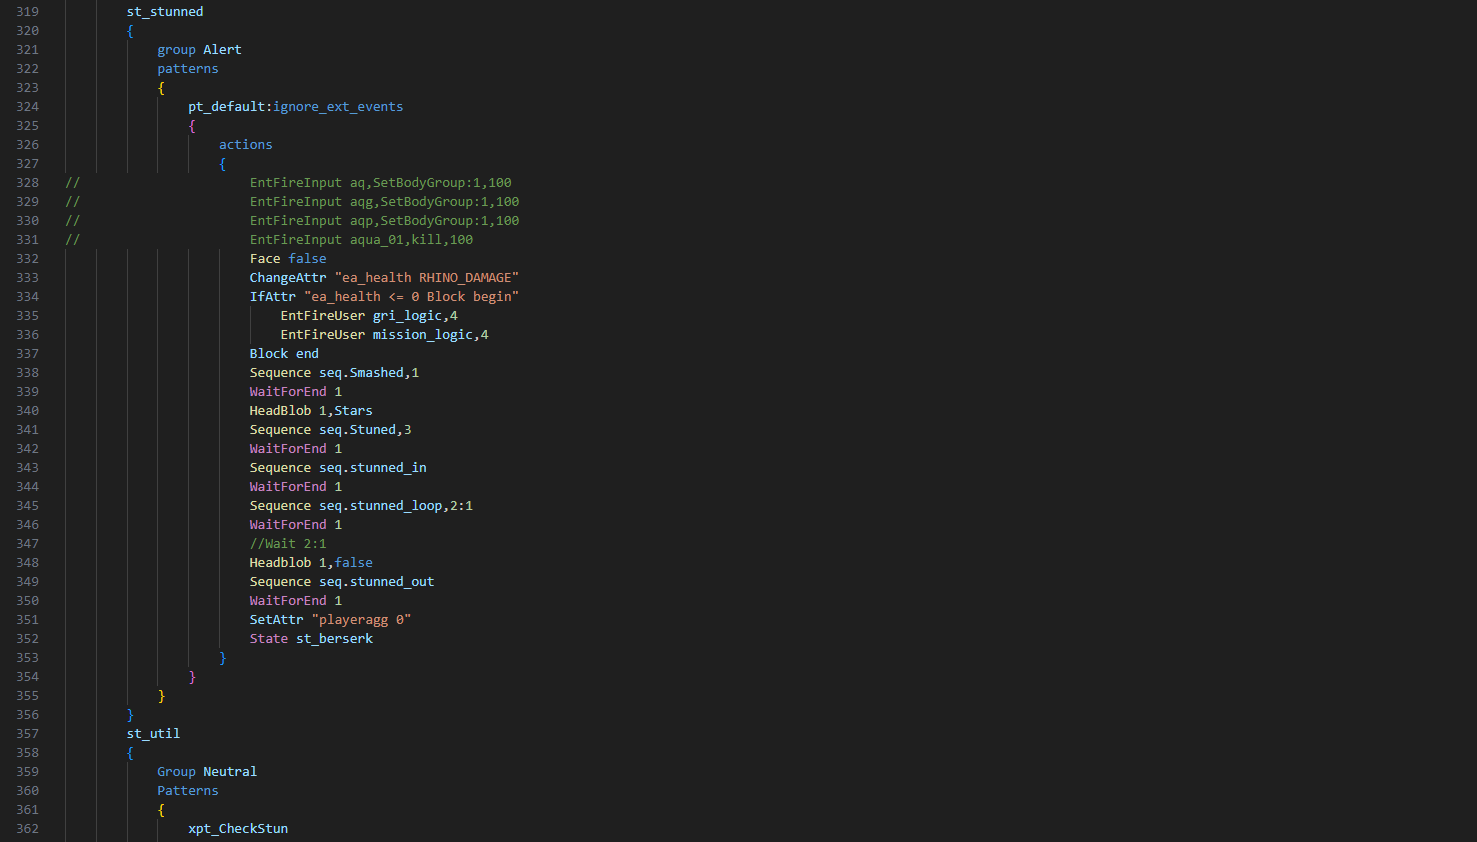 319 st_stunned
320 {
321 group Alert
322 patterns
323 {
324 pt_default:ignore_ext_events
325 {
326 actions
327 {
328 // EntFireInput aq,SetBodyGroup:1,100
329 // EntFireInput aqg,SetBodyGroup:1,100
330 // EntFireInput aqp,SetBodyGroup:1,100
331 // EntFireInput aqua_01,kill,100
332 Face false
333 ChangeAttr "ea_health RHINO_DAMAGE"
334 IfAttr "ea_health <= 0 Block begin"
335 EntFireUser gri_logic,4
336 EntFireUser mission_logic,4
337 Block end
338 Sequence seq.Smashed,1
339 WaitForEnd 1
340 HeadBlob 1,Stars
341 Sequence seq.Stuned,3
342 WaitForEnd 1
343 Sequence seq.stunned_in
344 WaitForEnd 1
345 Sequence seq.stunned_loop,2:1
346 WaitForEnd 1
347 //Wait 2:1
348 Headblob 1,false
349 Sequence seq.stunned_out
350 WaitForEnd 1
351 SetAttr "playeragg 0"
352 State st_berserk
353 }
354 }
355 }
356 }
357 st_util
358 {
359 Group Neutral
360 Patterns
361 {
362 xpt_CheckStun